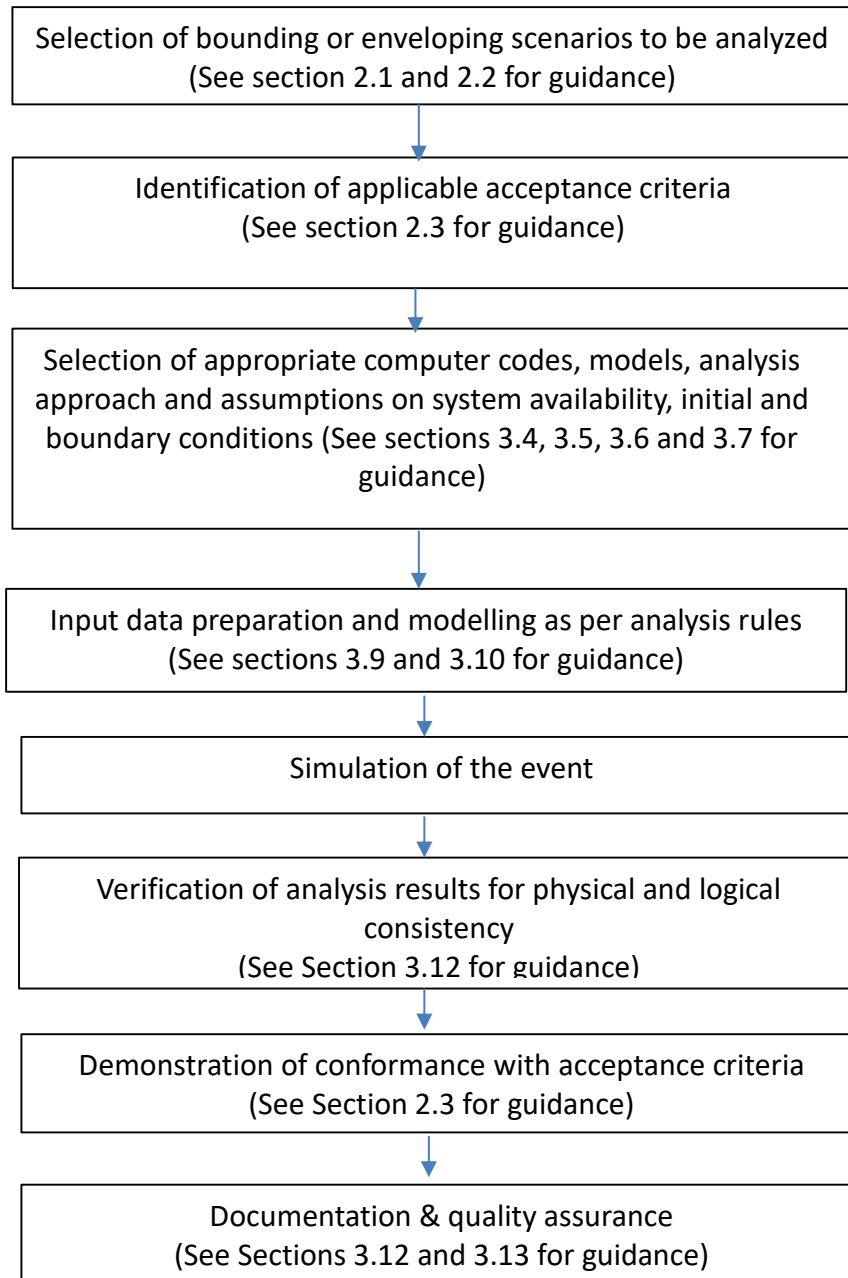 Selection of bounding or enveloping scenarios to be analyzed
(See section 2.1 and 2.2 for guidance)
Identification of applicable acceptance criteria
(See section 2.3 for guidance)
Selection of appropriate computer codes, models, analysis
approach and assumptions on system availability, initial and
boundary conditions (See sections 3.4, 3.5, 3.6 and 3.7 for
guidance)
Input data preparation and modelling as per analysis rules
(See sections 3.9 and 3.10 for guidance)
Simulation of the event
Verification of analysis results for physical and logical
consistency
(See Section 3.12 for guidance)
Demonstration of conformance with acceptance criteria
(See Section 2.3 for guidance)
Documentation & quality assurance
(See Sections 3.12 and 3.13 for guidance)